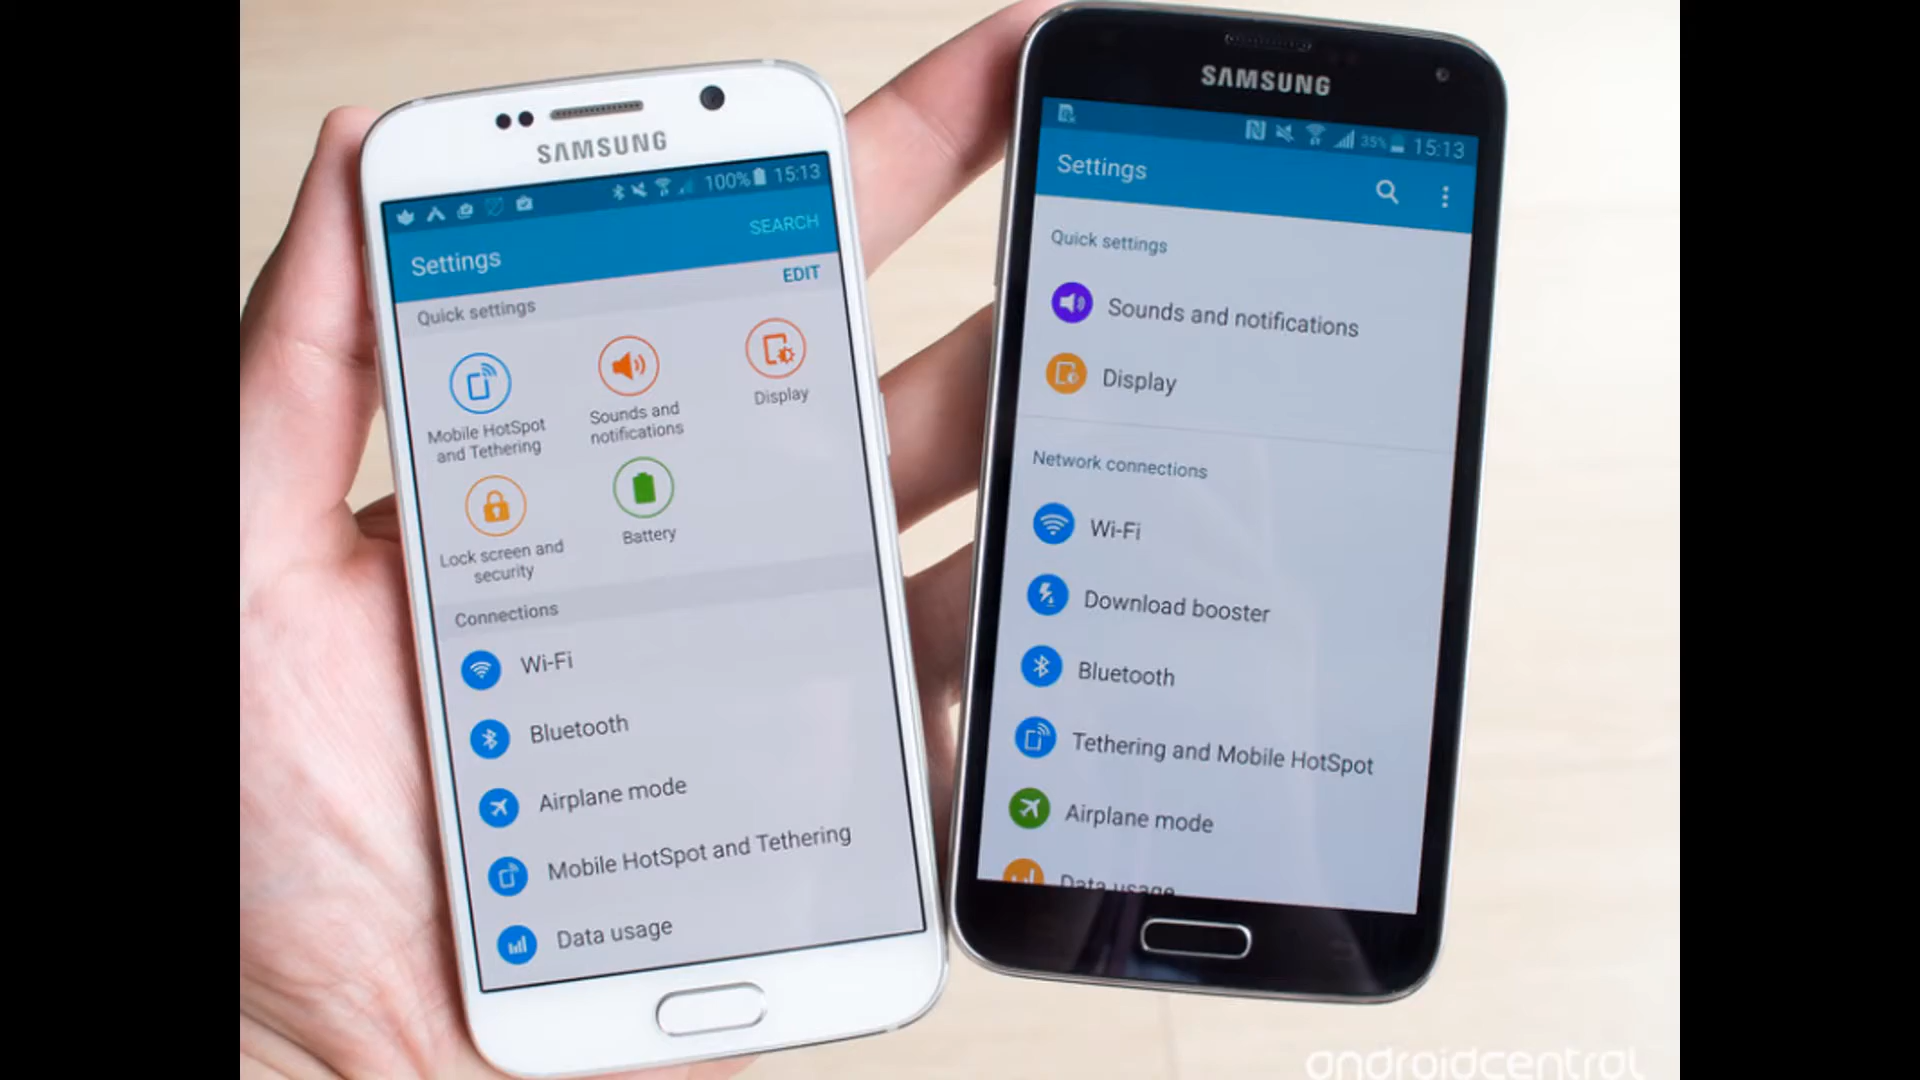 SAMSUNG
100% 15:13
SEARCH
Settings
EDIT
Quick settings
Mobile HotSpot
and Tethering
Sounds and
notifications
Display
Lock screen and
security
Battery
Connections
Wi-Fi
Bluetooth
Airplane mode
Mobile HotSpot and Tethering
Data usage
SAMSUNG
35% 15:13
Settings
Quick settings
Sounds and notifications
Display
Network connections
Wi-Fi
Download booster
Bluetooth
Tethering and Mobile HotSpot
Airplane mode
Data usage
androidcentral